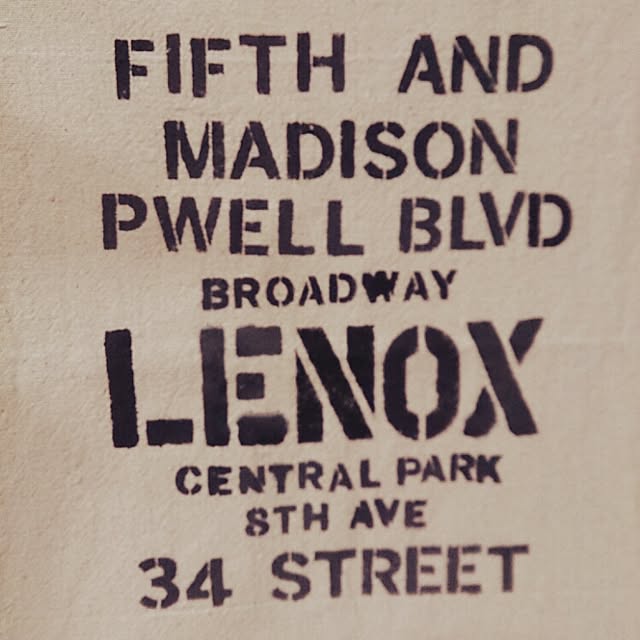 FIFTH AND
MADISON
PWELL BLVD
BROADWAY
LENOX
CENTRAL PARK
8TH AVE
34 STREET